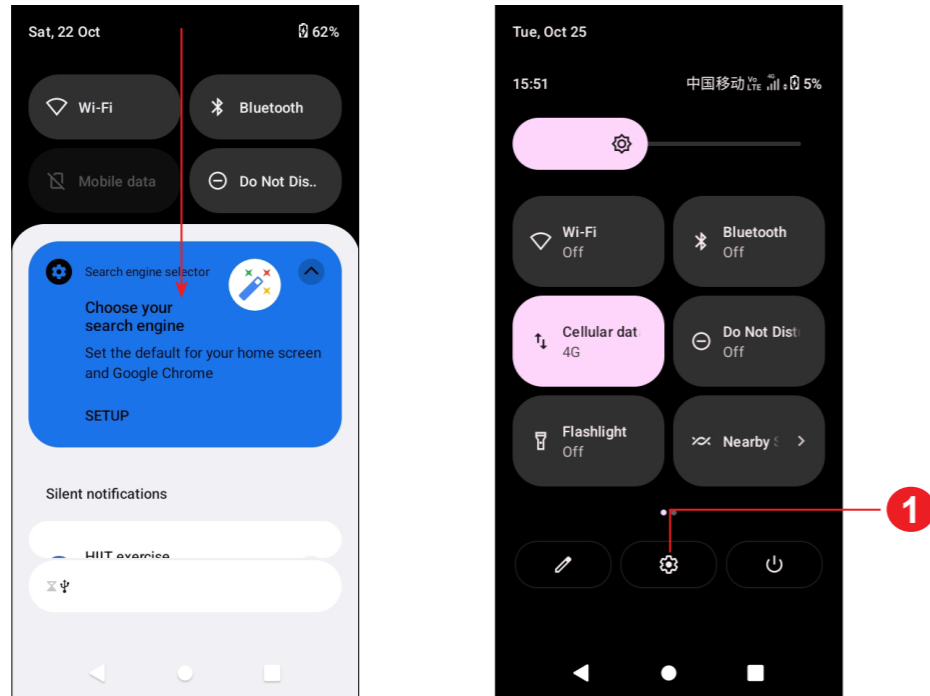 Sat, 22 Oct
62%
Wi-Fi
Bluetooth
Mobile data
Do Not Dis..
Search engine selector
Choose your
search engine
Set the default for your home screen
and Google Chrome
SETUP
Silent notifications
HIIT exercise
Tue, Oct 25
15:51
中国移动 Vo LTE 4G 5%
Wi-Fi
Off
Bluetooth
Off
Cellular dat
4G
Do Not Dist
Off
Flashlight
Off
Nearby S
1